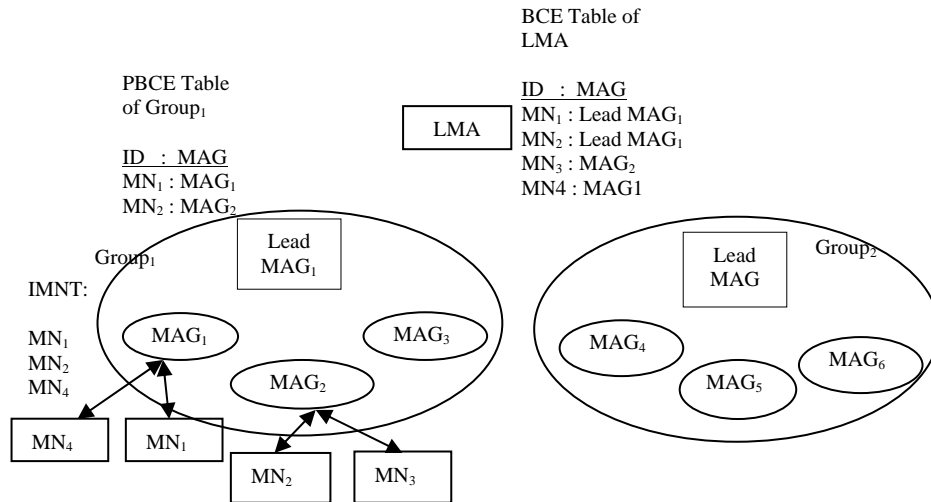 BCE Table of
LMA
ID : MAG
MN₁ : Lead MAG₁
MN₂ : Lead MAG₁
MN₃ : MAG₂
MN4 : MAG1
LMA
PBCE Table
of Group₁
ID : MAG
MN₁ : MAG₁
MN₂ : MAG₂
Group₁
Lead
MAG₁
IMNT:
MN₁
MN₂
MN₄
MAG₁
MAG₃
MAG₂
MN₄
MN₁
MN₂
MN₃
Lead
MAG
Group₂
MAG₄
MAG₅
MAG₆